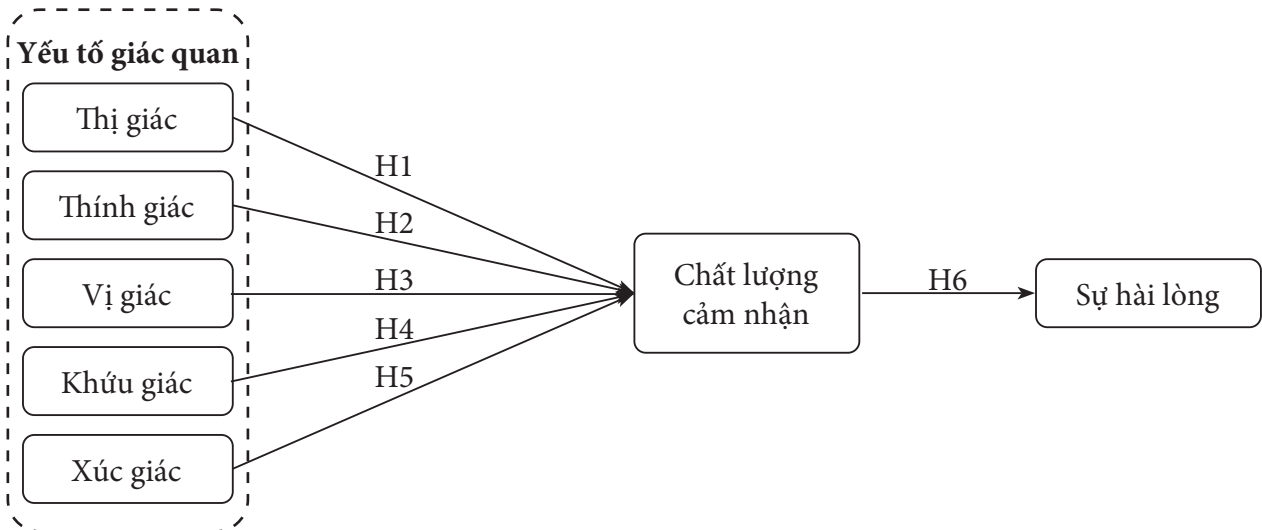 Yếu tố giác quan
Thị giác
Thính giác
Vị giác
Khứu giác
Xúc giác
H1
H2
H3
H4
H5
Chất lượng
cảm nhận
H6
Sự hài lòng